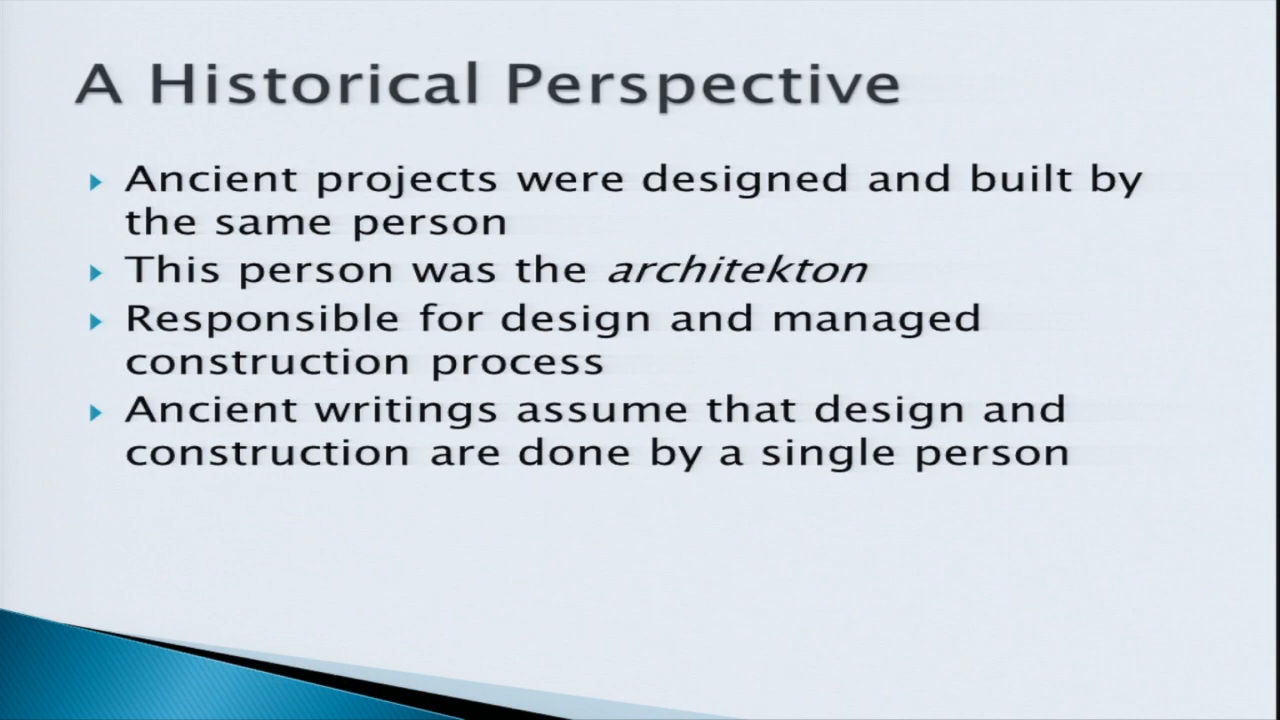 A Historical Perspective
Ancient projects were designed and built by
the same person
This person was the architekton
Responsible for design and managed
construction process
Ancient writings assume that design and
construction are done by a single person